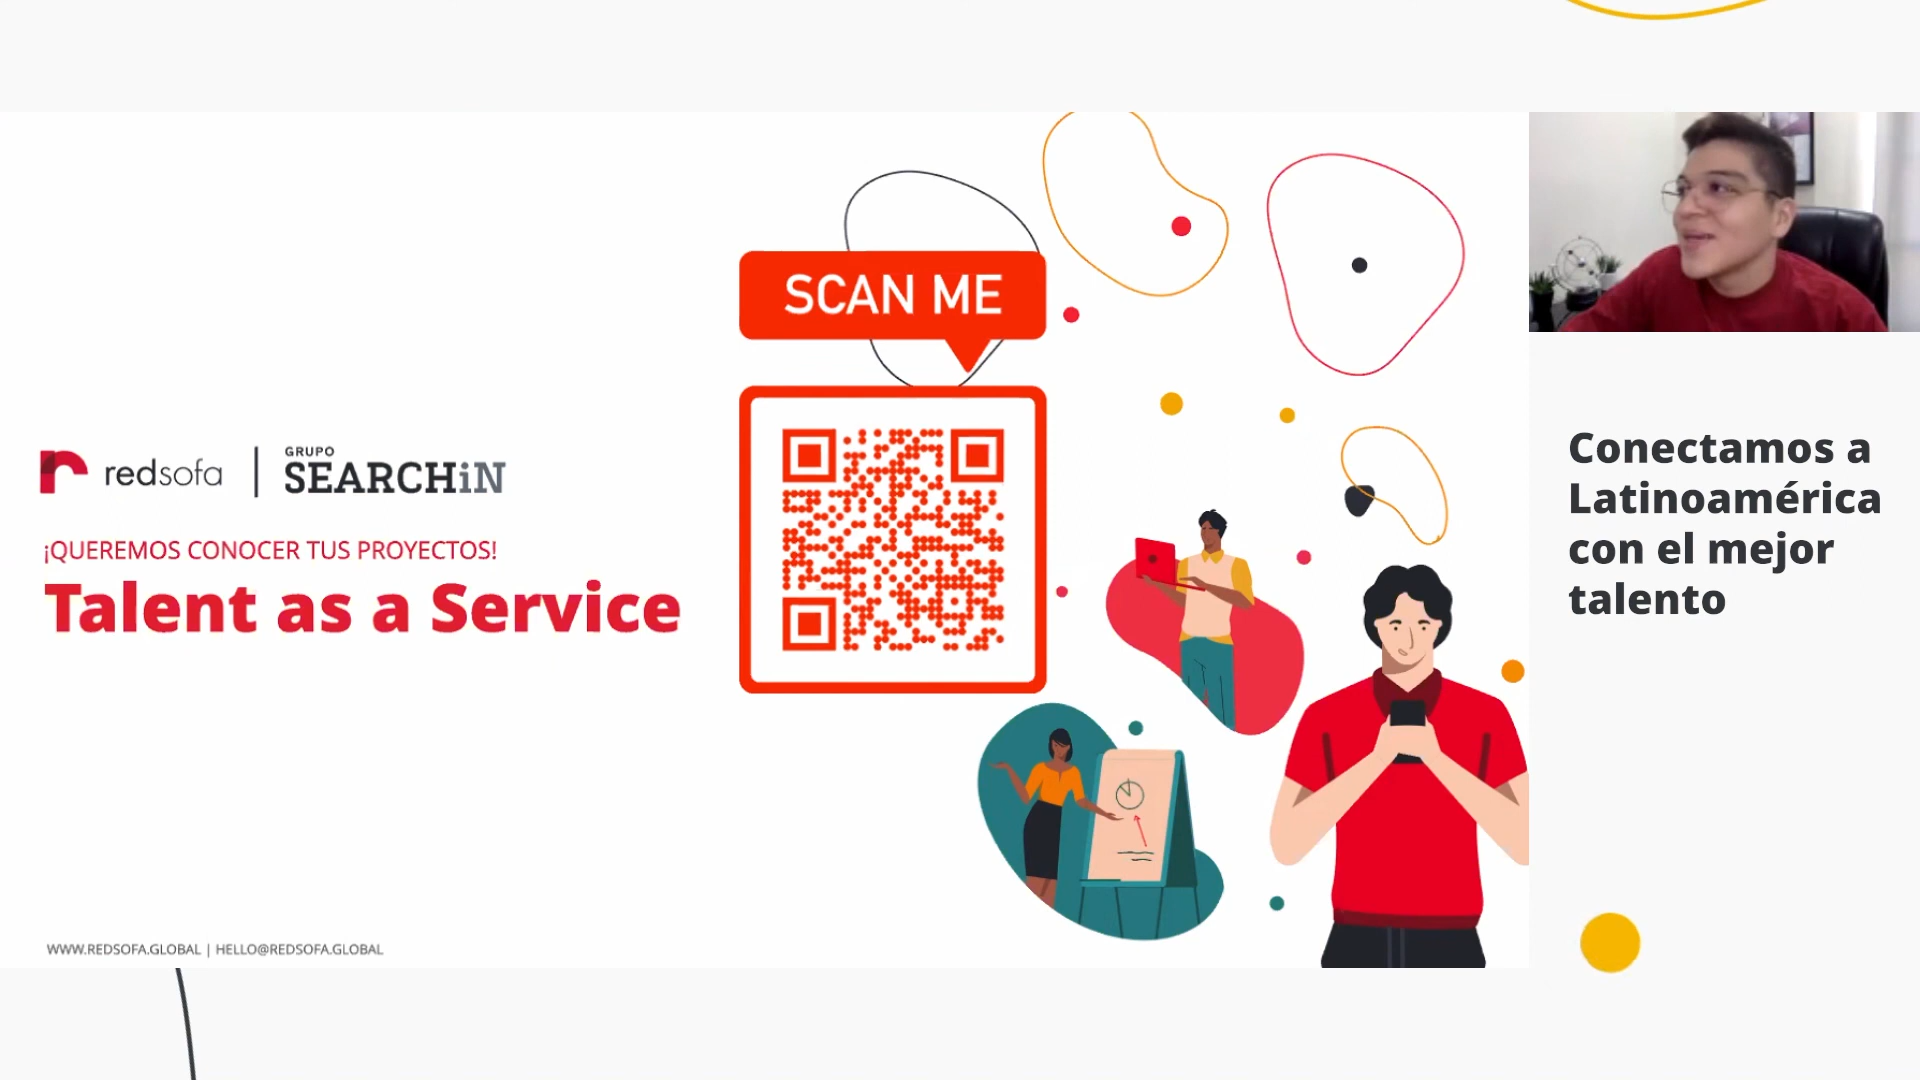 SCAN ME
redsofa
GRUPO
SEARCHiN
¡QUEREMOS CONOCER TUS PROYECTOS!
Talent as a Service
WWW.REDSOFA.GLOBAL | HELLO@REDSOFA.GLOBAL
Conectamos a
Latinoamérica
con el mejor
talento